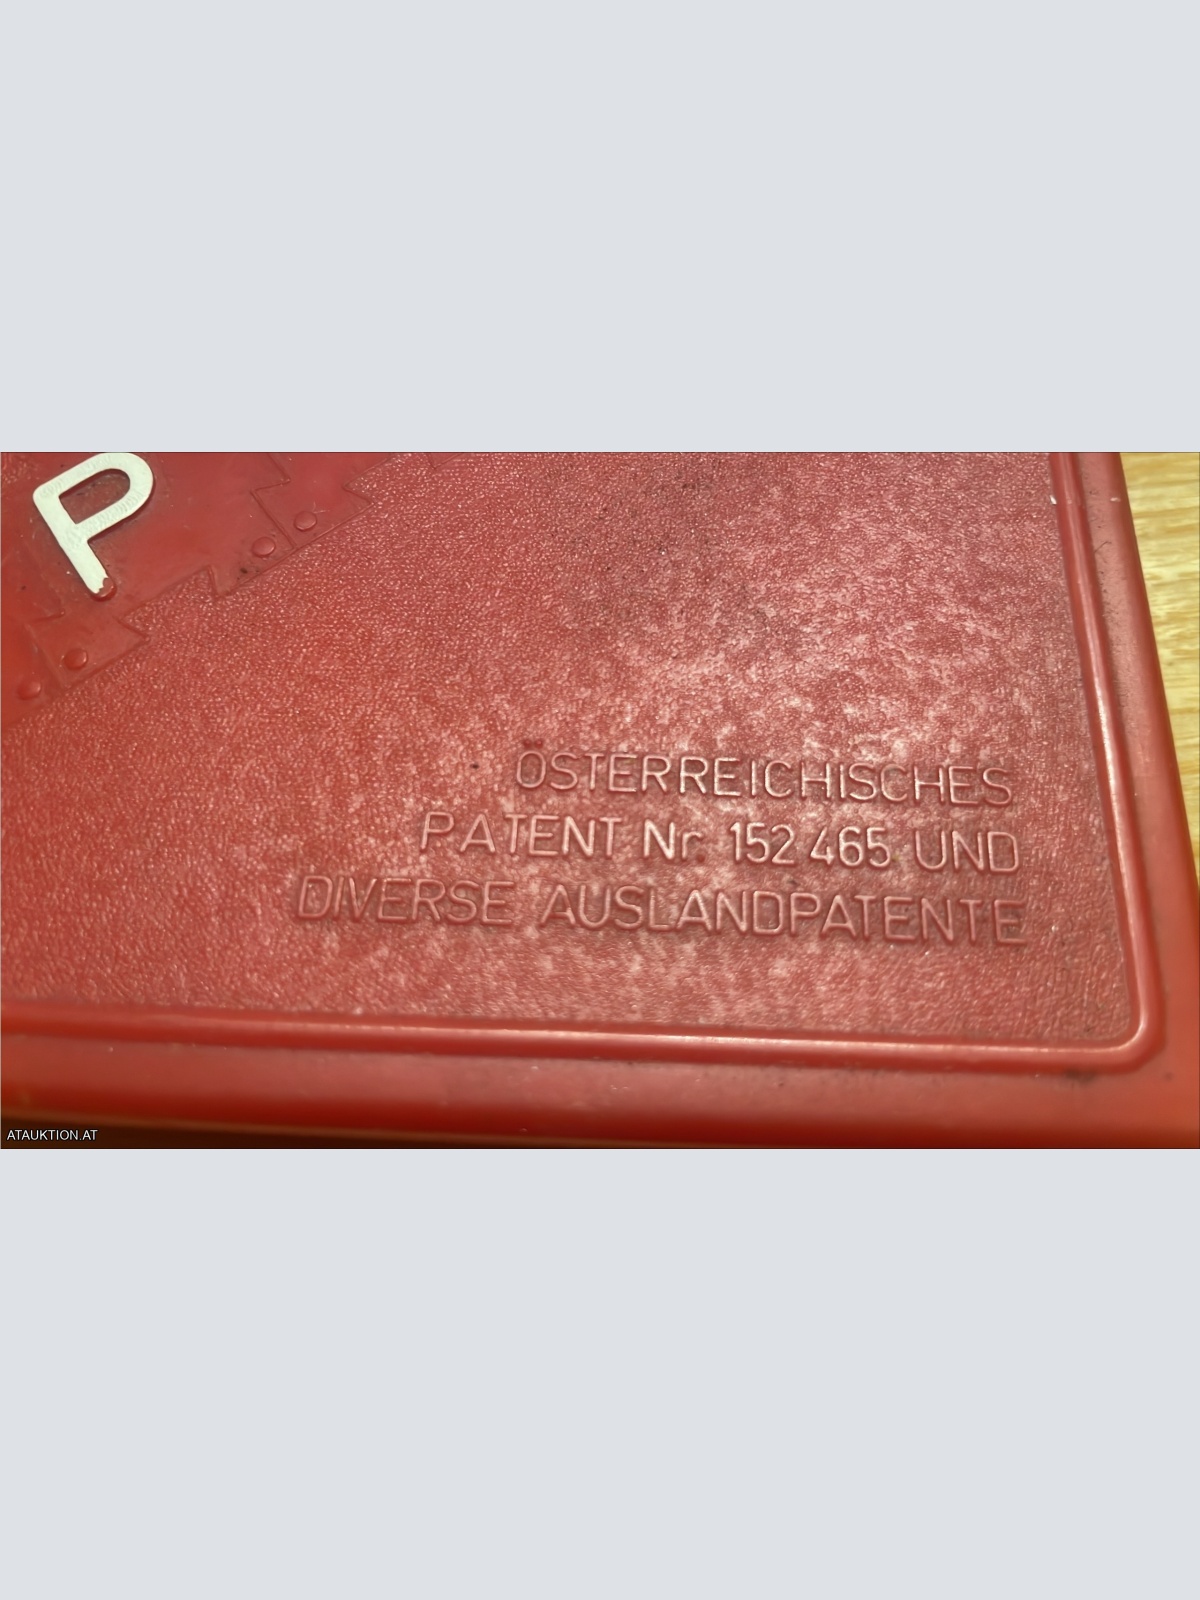 P
ÖSTERREICHISCHES
PATENT Nr. 152 465 UND
DIVERSE AUSLANDPATENTE
ATAUKTION.AT